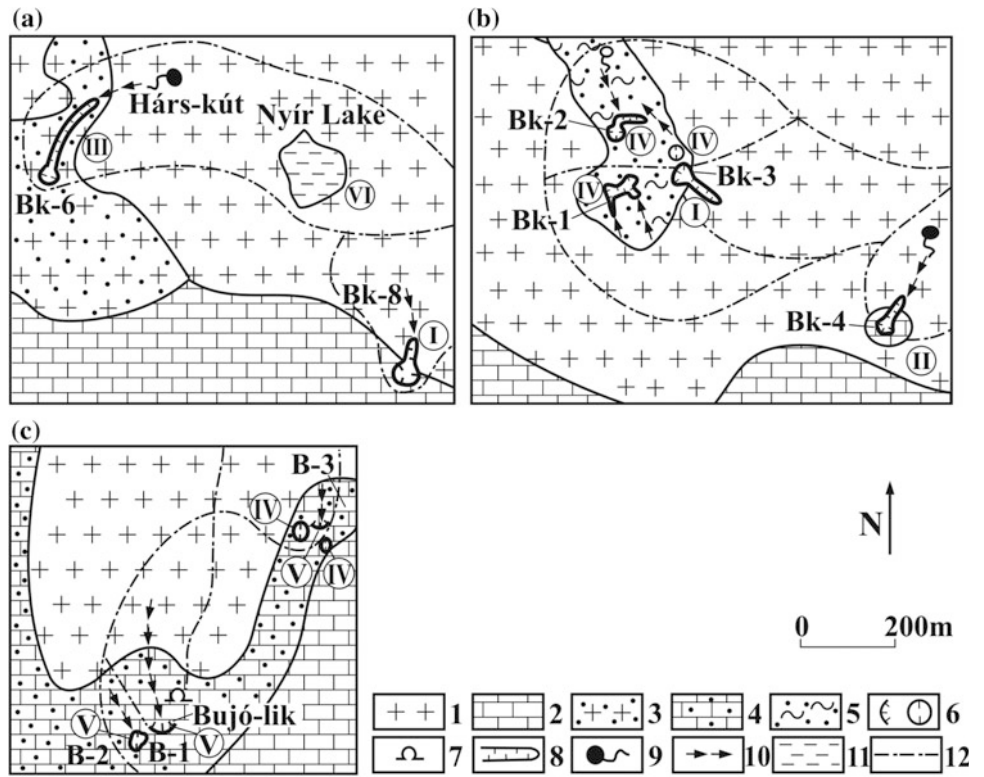 (a)
Hárs-kút
Nyír Lake
III
Bk-6
VI
Bk-8
I
(b)
Bk-2
IV
IV
Bk-3
IV
Bk-1
I
Bk-4
II
(c)
B-3
IV
V
IV
Bujó-lik
V
B-2
B-1
V
N
0 200m
1 2 3 4 5 6
7 8 9 10 11 12